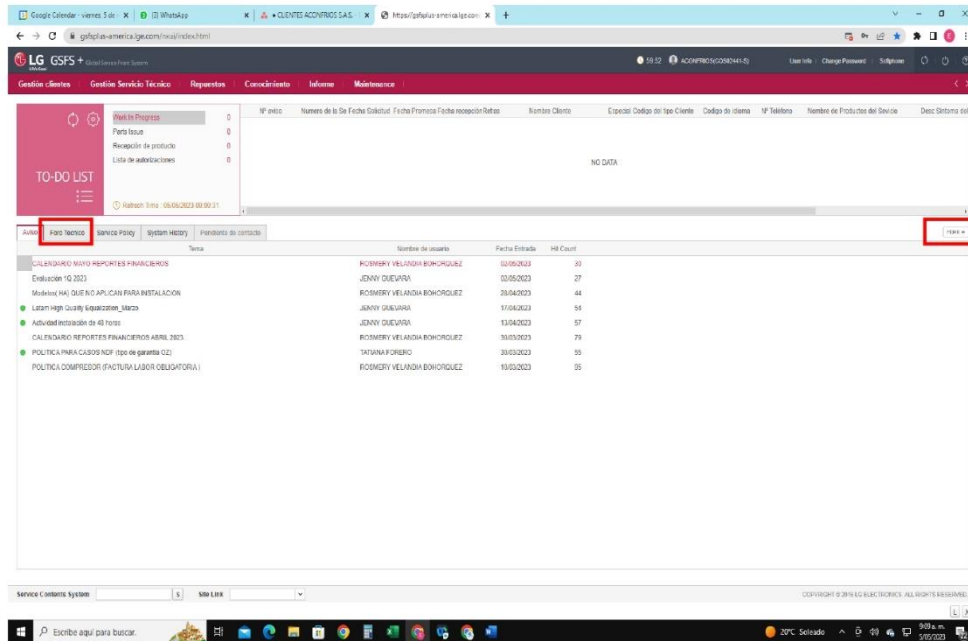 Google Calendar - viernes, 5 de
(3) WhatsApp
CLIENTES ACONFRIOS S.A.S. -
https://gsfsplus-america.lge.com
gsfsplus-america.lge.com/nexai/index.html
LG GSFS + Global Service Front System
59:52 ACONFRIOS(CO592441-S) User Info Change Password Softphone
Gestión clientes Gestión Servicio Técnico Repuestos Conocimiento Informe Maintenance
TO-DO LIST
Work In Progress 0
Parts Issue 0
Recepción de producto 0
Lista de autorizaciones 0
Refresh Time : 05/05/2023 09:09:31
Nº aviso Numero de la Se Fecha Solicitud Fecha Promesa Fecha recepción Retras Nombre Cliente Especial Codigo del tipo Cliente Codigo de idioma Nº Teléfono Nombre de Productos del Sevicio Desc Sintoma del
NO DATA
Aviso Foro Tecnico Service Policy System History Pendiente de contacto
more +
Tema Nombre de usuario Fecha Entrada Hit Count
CALENDARIO MAYO REPORTES FINANCIEROS ROSMERY VELANDIA BOHORQUEZ 02/05/2023 30
Evaluación 1Q 2023 JENNY GUEVARA 02/05/2023 27
Modelos( HA) QUE NO APLICAN PARA INSTALACION ROSMERY VELANDIA BOHORQUEZ 28/04/2023 44
Latam High Quality Equalization_Marzo JENNY GUEVARA 17/04/2023 54
Actividad instalación de 48 horas JENNY GUEVARA 13/04/2023 57
CALENDARIO REPORTES FINANCIEROS ABRIL 2023. ROSMERY VELANDIA BOHORQUEZ 30/03/2023 79
POLITICA PARA CASOS NDF (tipo de garantia OZ) TATIANA FORERO 30/03/2023 55
POLITICA COMPRESOR (FACTURA LABOR OBLIGATORIA ) ROSMERY VELANDIA BOHORQUEZ 10/03/2023 95
Service Contents System S Site Link
COPYRIGHT © 2016 LG ELECTRONICS. ALL RIGHTS RESERVED.
L X
Escribe aquí para buscar.
20°C Soleado
9:09 a. m.
5/05/2023